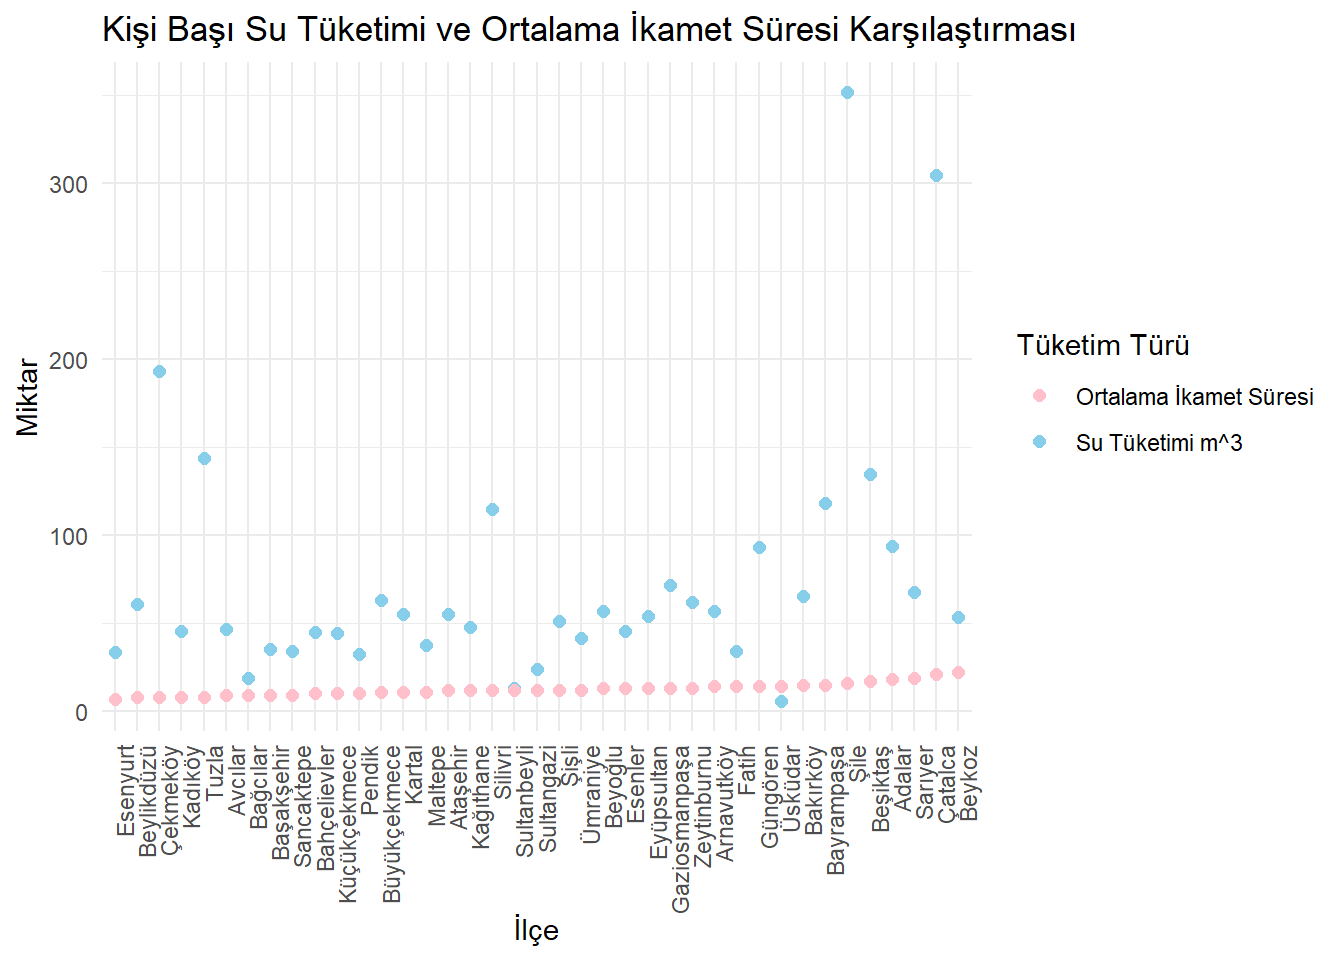 Kişi Başı Su Tüketimi ve Ortalama İkamet Süresi Karşılaştırması
Miktar
300
200
100
0
Esenyurt
Beylikdüzü
Çekmeköy
Kadıköy
Tuzla
Avcılar
Bağcılar
Başakşehir
Sancaktepe
Bahçelievler
Küçükçekmece
Pendik
Büyükçekmece
Kartal
Maltepe
Ataşehir
Kağıthane
Silivri
Sultanbeyli
Sultangazi
Şişli
Ümraniye
Beyoğlu
Esenler
Eyüpsultan
Gaziosmanpaşa
Zeytinburnu
Arnavutköy
Fatih
Güngören
Üsküdar
Bakırköy
Bayrampaşa
Şile
Beşiktaş
Adalar
Sarıyer
Çatalca
Beykoz
İlçe
Tüketim Türü
Ortalama İkamet Süresi
Su Tüketimi m^3